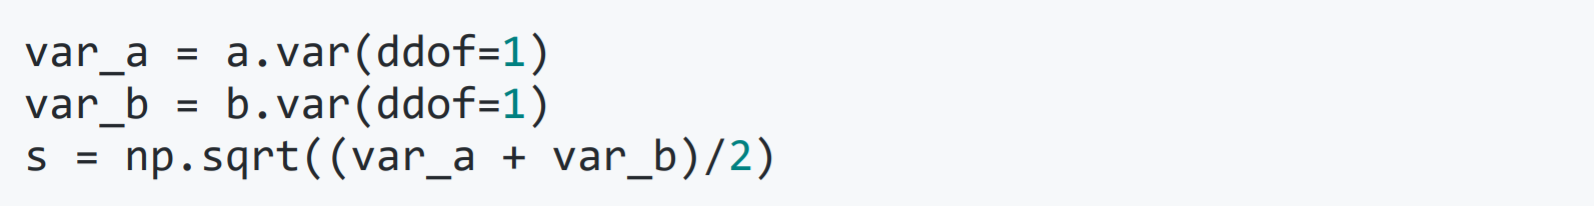 var_a = a.var(ddof=1)
var_b = b.var(ddof=1)
s = np.sqrt((var_a + var_b)/2)